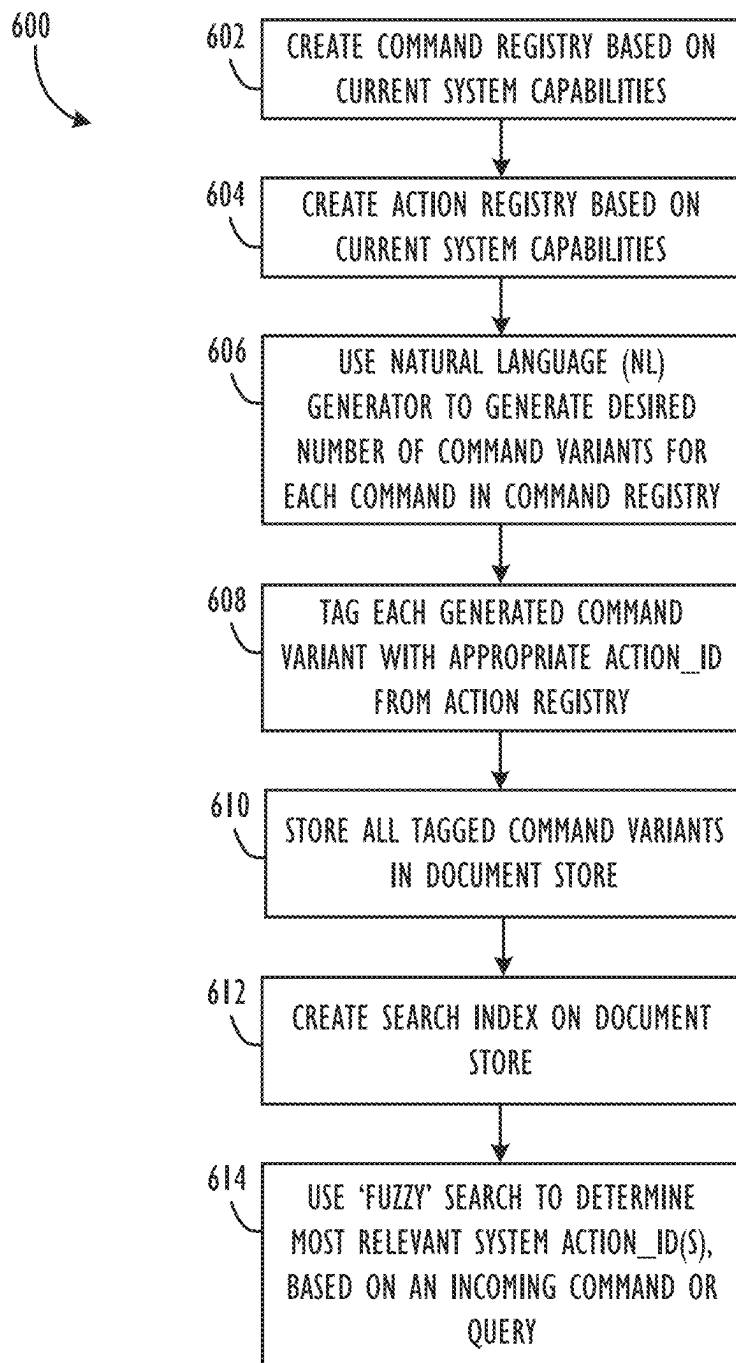 600
602
CREATE COMMAND REGISTRY BASED ON
CURRENT SYSTEM CAPABILITIES
604
CREATE ACTION REGISTRY BASED ON
CURRENT SYSTEM CAPABILITIES
606
USE NATURAL LANGUAGE (NL)
GENERATOR TO GENERATE DESIRED
NUMBER OF COMMAND VARIANTS FOR
EACH COMMAND IN COMMAND REGISTRY
608
TAG EACH GENERATED COMMAND
VARIANT WITH APPROPRIATE ACTION_ID
FROM ACTION REGISTRY
610
STORE ALL TAGGED COMMAND VARIANTS
IN DOCUMENT STORE
612
CREATE SEARCH INDEX ON DOCUMENT
STORE
614
USE 'FUZZY' SEARCH TO DETERMINE
MOST RELEVANT SYSTEM ACTION_ID(S),
BASED ON AN INCOMING COMMAND OR
QUERY